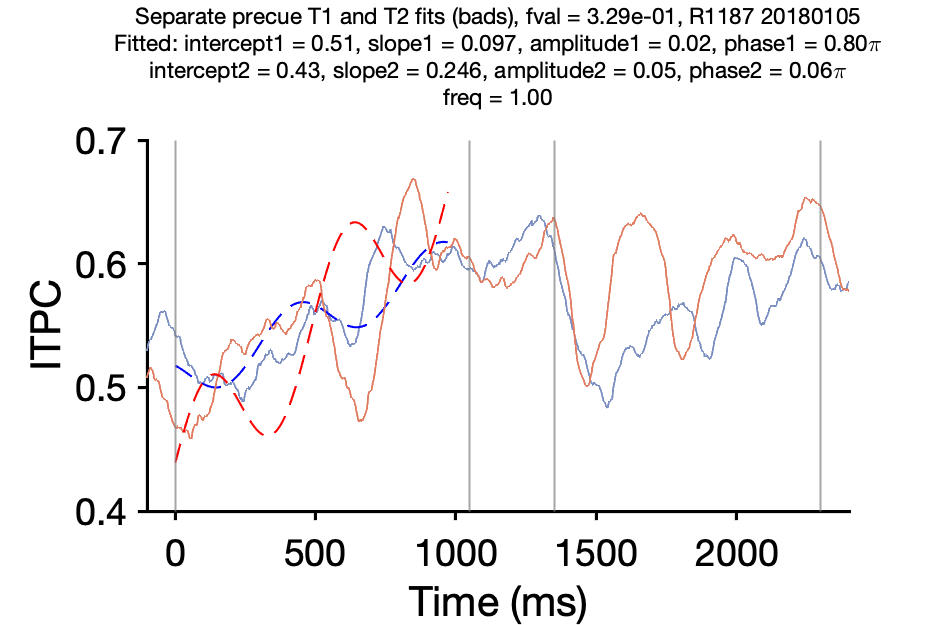 Separate precue T1 and T2 fits (bads), fval = 3.29e-01, R1187 20180105
Fitted: intercept1 = 0.51, slope1 = 0.097, amplitude1 = 0.02, phase1 = 0.80π
intercept2 = 0.43, slope2 = 0.246, amplitude2 = 0.05, phase2 = 0.06π
freq = 1.00
0.7
0.6
0.5
0.4
ITPC
0 500 1000 1500 2000
Time (ms)